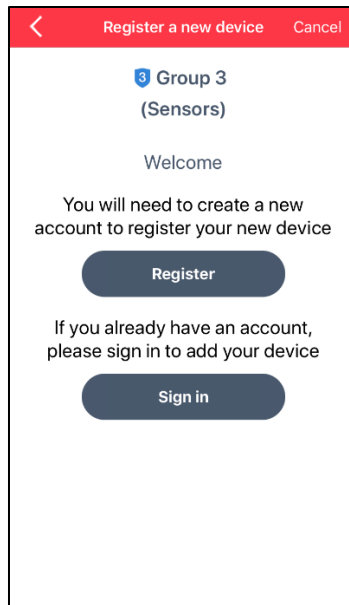 Register a new device Cancel
3 Group 3
(Sensors)
Welcome
You will need to create a new
account to register your new device
Register
If you already have an account,
please sign in to add your device
Sign in